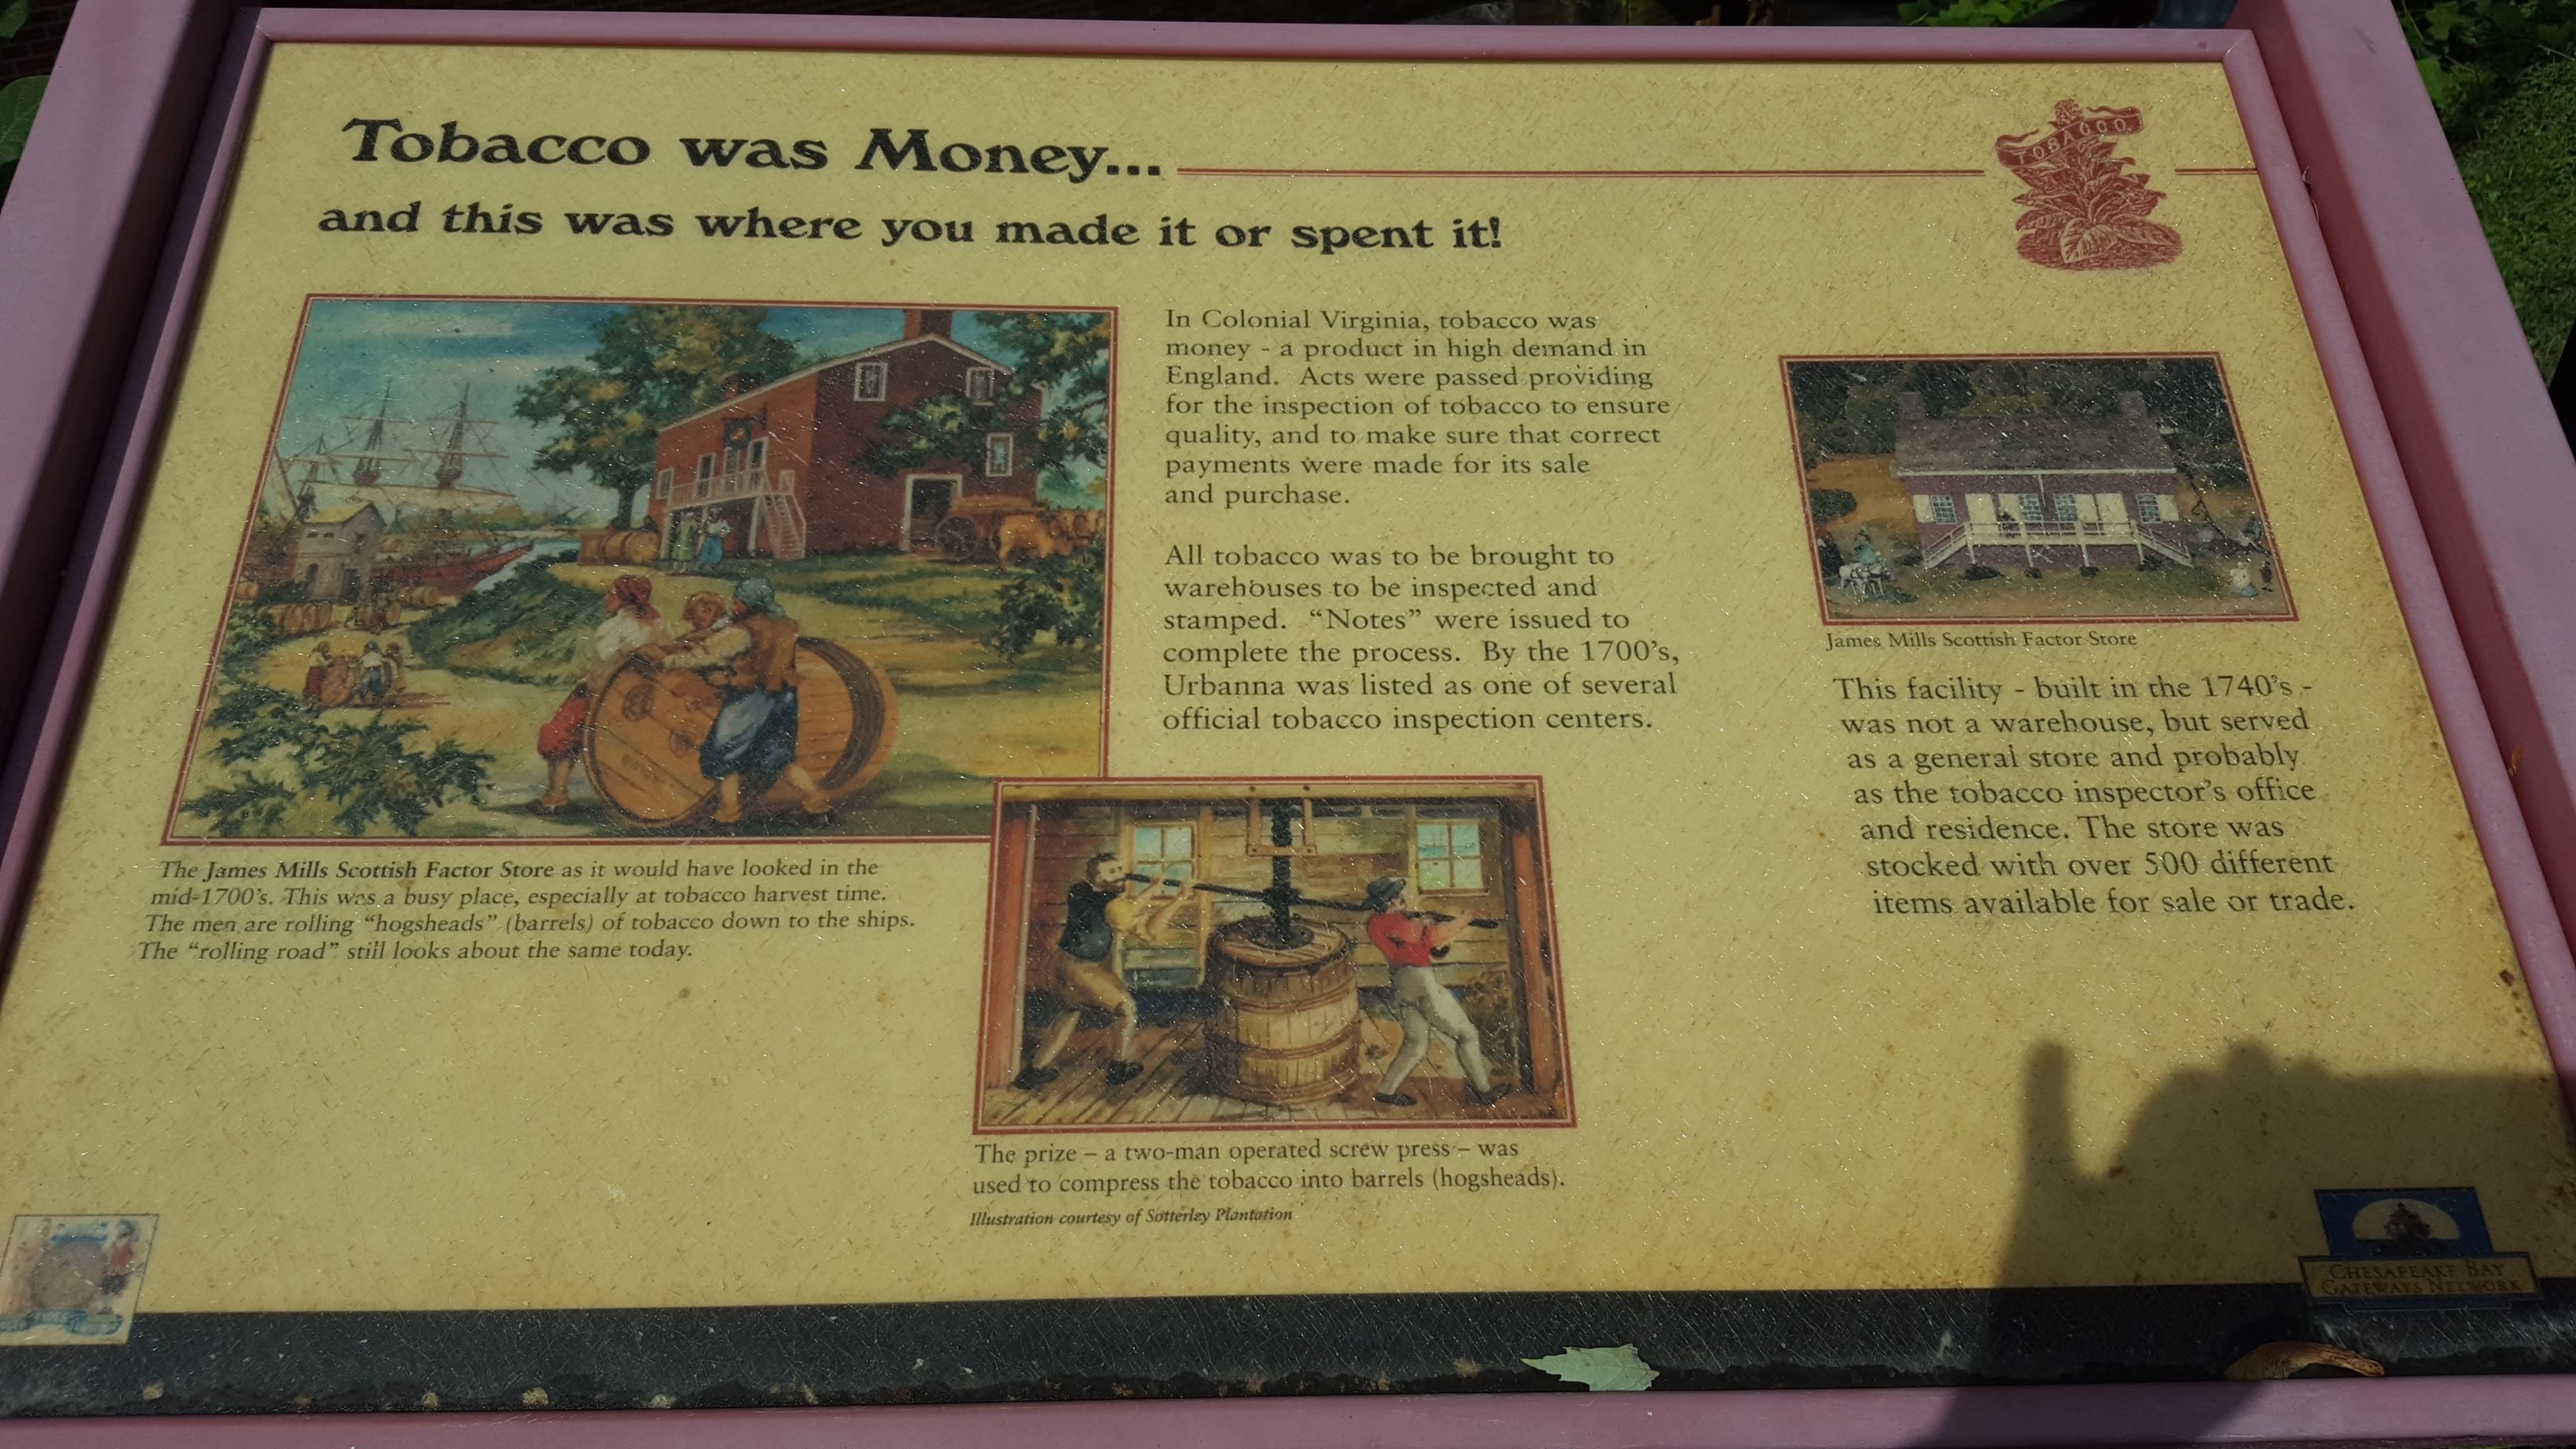 Tobacco was Money...
and this was where you made it or spent it!
TOBACCO
In Colonial Virginia, tobacco was
money - a product in high demand in
England. Acts were passed providing
for the inspection of tobacco to ensure
quality, and to make sure that correct
payments were made for its sale
and purchase.
All tobacco was to be brought to
warehouses to be inspected and
stamped. “Notes” were issued to
complete the process. By the 1700's,
Urbanna was listed as one of several
official tobacco inspection centers.
James Mills Scottish Factor Store
This facility - built in the 1740's -
was not a warehouse, but served
as a general store and probably
as the tobacco inspector's office
and residence. The store was
stocked with over 500 different
items available for sale or trade.
The James Mills Scottish Factor Store as it would have looked in the
mid-1700's. This was a busy place, especially at tobacco harvest time.
The men are rolling “hogsheads” (barrels) of tobacco down to the ships.
The “rolling road” still looks about the same today.
The prize – a two-man operated screw press – was
used to compress the tobacco into barrels (hogsheads).
Illustration courtesy of Sotterley Plantation
CHESAPEAKE BAY
GATEWAYS NETWORK